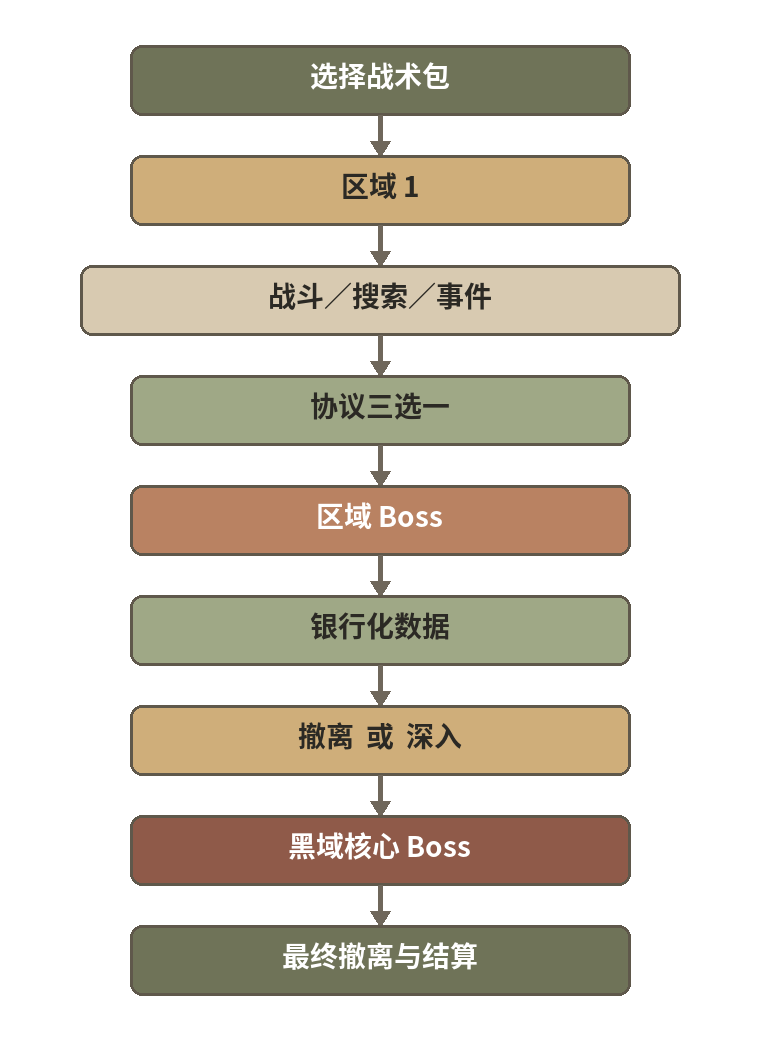 选择战术包
区域 1
战斗／搜索／事件
协议三选一
区域 Boss
银行化数据
撤离 或 深入
黑域核心 Boss
最终撤离与结算